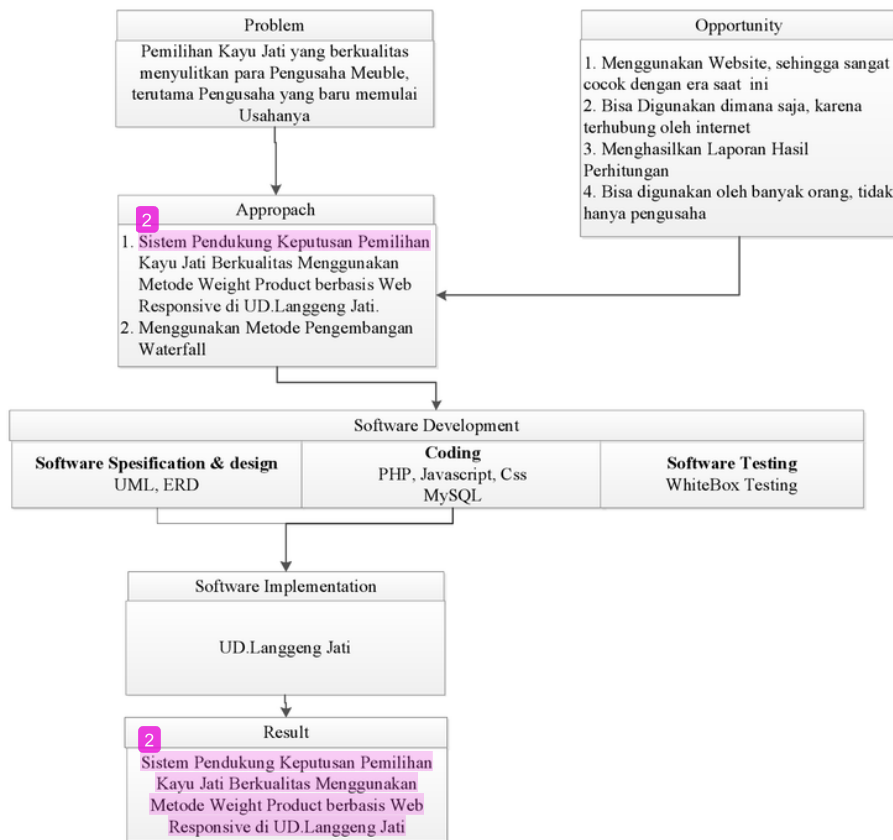 Problem
Pemilihan Kayu Jati yang berkualitas
menyulitkan para Pengusaha Meuble,
terutama Pengusaha yang baru memulai
Usahanya
Opportunity
1. Menggunakan Website, sehingga sangat
cocok dengan era saat ini
2. Bisa Digunakan dimana saja, karena
terhubung oleh internet
3. Menghasilkan Laporan Hasil
Perhitungan
4. Bisa digunakan oleh banyak orang, tidak
hanya pengusaha
2
Appropach
1. Sistem Pendukung Keputusan Pemilihan
Kayu Jati Berkualitas Menggunakan
Metode Weight Product berbasis Web
Responsive di UD.Langgeng Jati.
2. Menggunakan Metode Pengembangan
Waterfall
Software Development
Software Spesification & design
UML, ERD
Coding
PHP, Javascript, Css
MySQL
Software Testing
WhiteBox Testing
Software Implementation
UD.Langgeng Jati
Result
2
Sistem Pendukung Keputusan Pemilihan
Kayu Jati Berkualitas Menggunakan
Metode Weight Product berbasis Web
Responsive di UD.Langgeng Jati